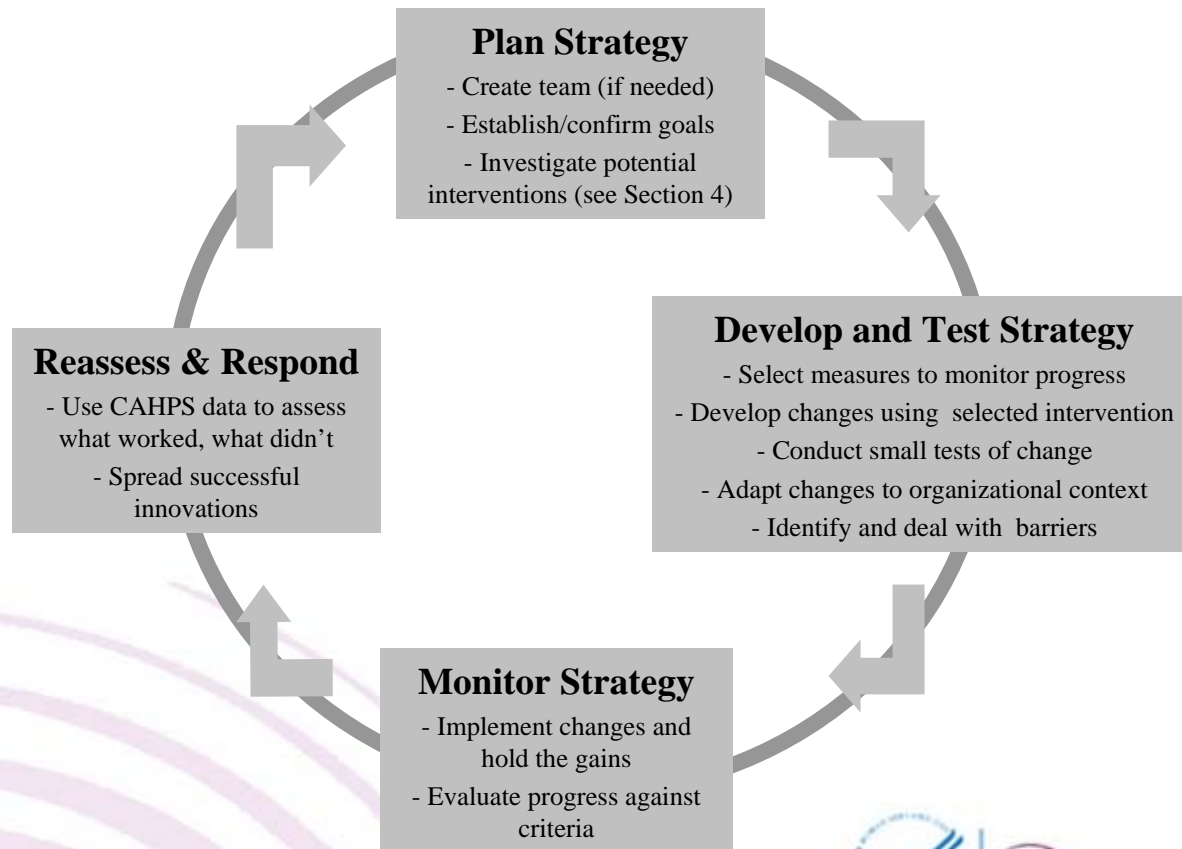 Plan Strategy
- Create team (if needed)
- Establish/confirm goals
- Investigate potential
interventions (see Section 4)
Develop and Test Strategy
- Select measures to monitor progress
- Develop changes using  selected intervention
- Conduct small tests of change
- Adapt changes to organizational context
- Identify and deal with  barriers
Monitor Strategy
- Implement changes and
hold the gains
- Evaluate progress against
criteria
Reassess & Respond
- Use CAHPS data to assess
what worked, what didn’t
- Spread successful
innovations